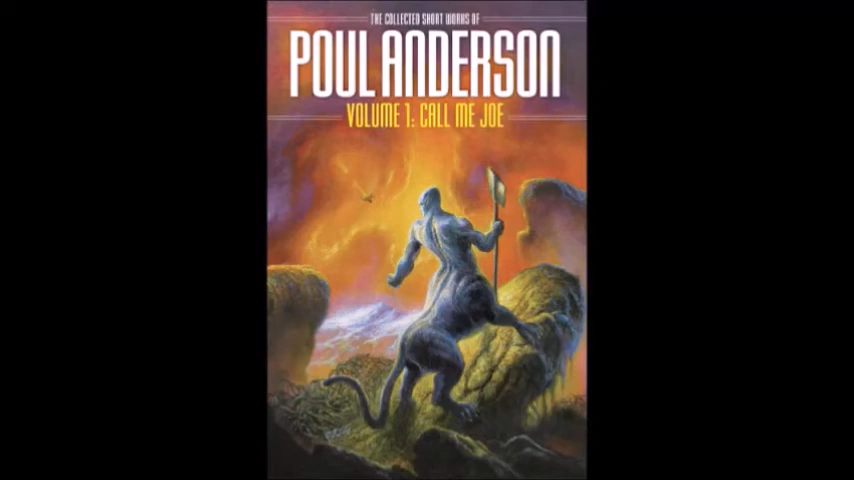 THE COLLECTED SHORT WORKS OF
POUL ANDERSON
VOLUME 1: CALL ME JOE